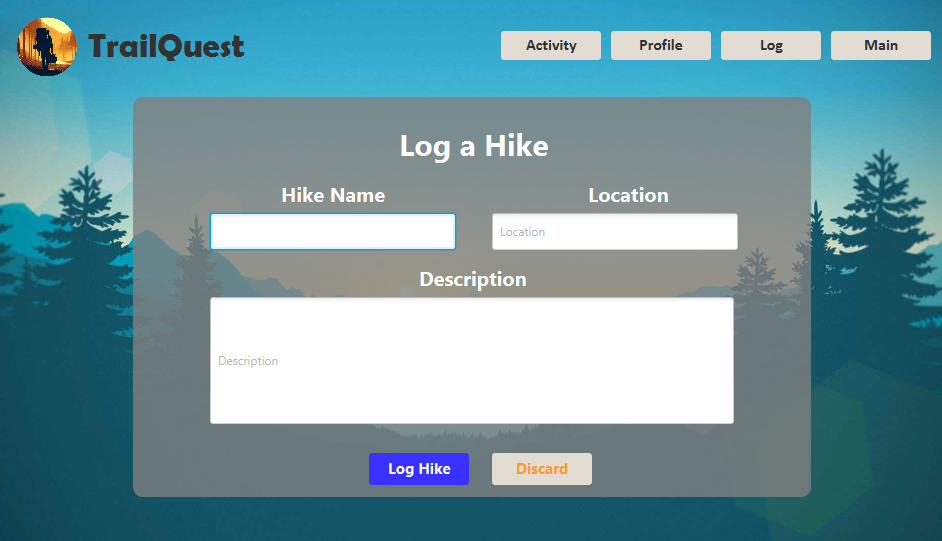 TrailQuest
Activity
Profile
Log
Main
Log a Hike
Hike Name
Location
Location
Description
Description
Log Hike
Discard